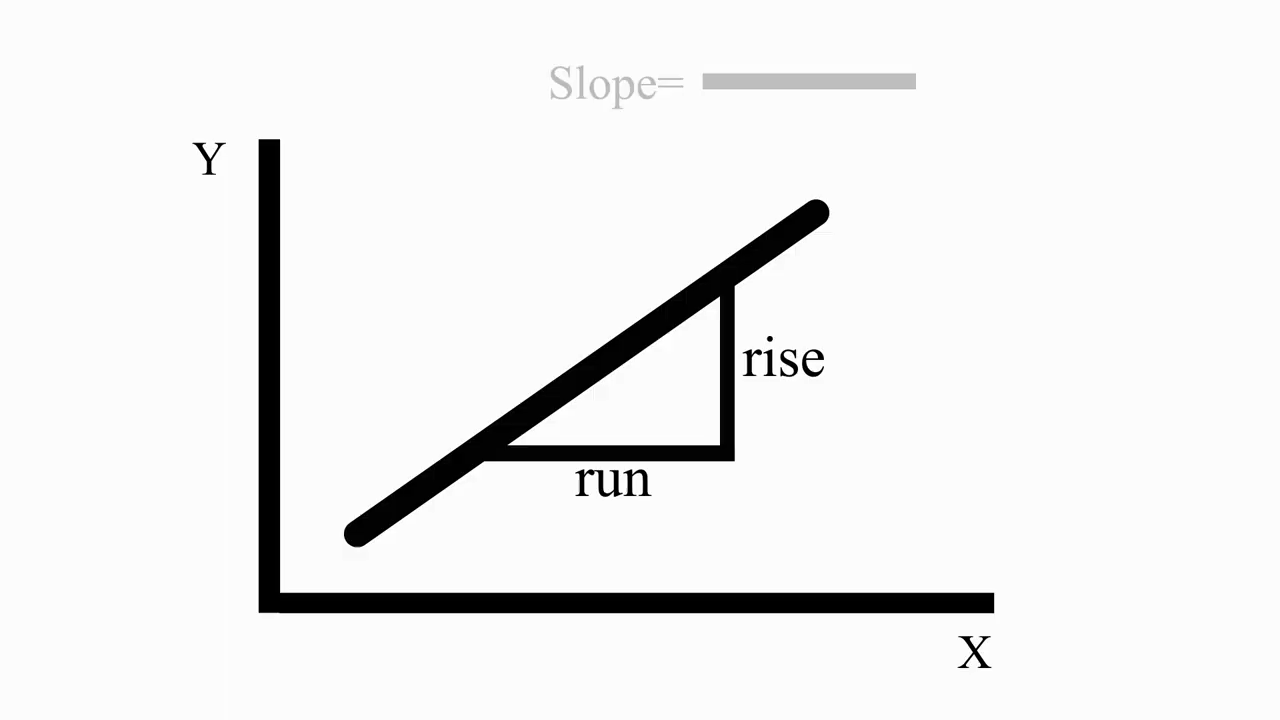 Slope=
Y
rise
run
X